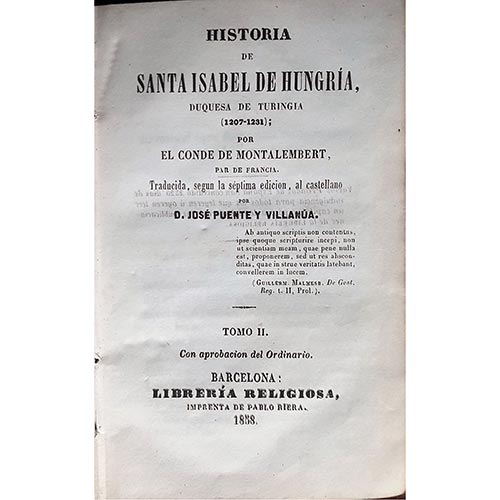 HISTORIA
DE
SANTA ISABEL DE HUNGRÍA,
DUQUESA DE TURINGIA
(1207-1231);
POR
EL CONDE DE MONTALEMBERT,
PAR DE FRANCIA.
Traducida, segun la séptima edicion, al castellano
POR
D. JOSÉ PUENTE Y VILLANÚA.
Ab antiquo scriptis non contentus,
ipse quoque scripturire incepi, non
ut scientiam meam, quae pene nulla
est, proponerem, sed ut res abscon-
ditas, quae in strue veritatis latebant,
convellerem in lucem.
(GUILLERM. MALMESB. De Gest.
Reg. l. II, Prol.).
TOMO II.
Con aprobacion del Ordinario.
BARCELONA:
LIBRERÍA RELIGIOSA,
IMPRENTA DE PABLO RIERA.
1858.